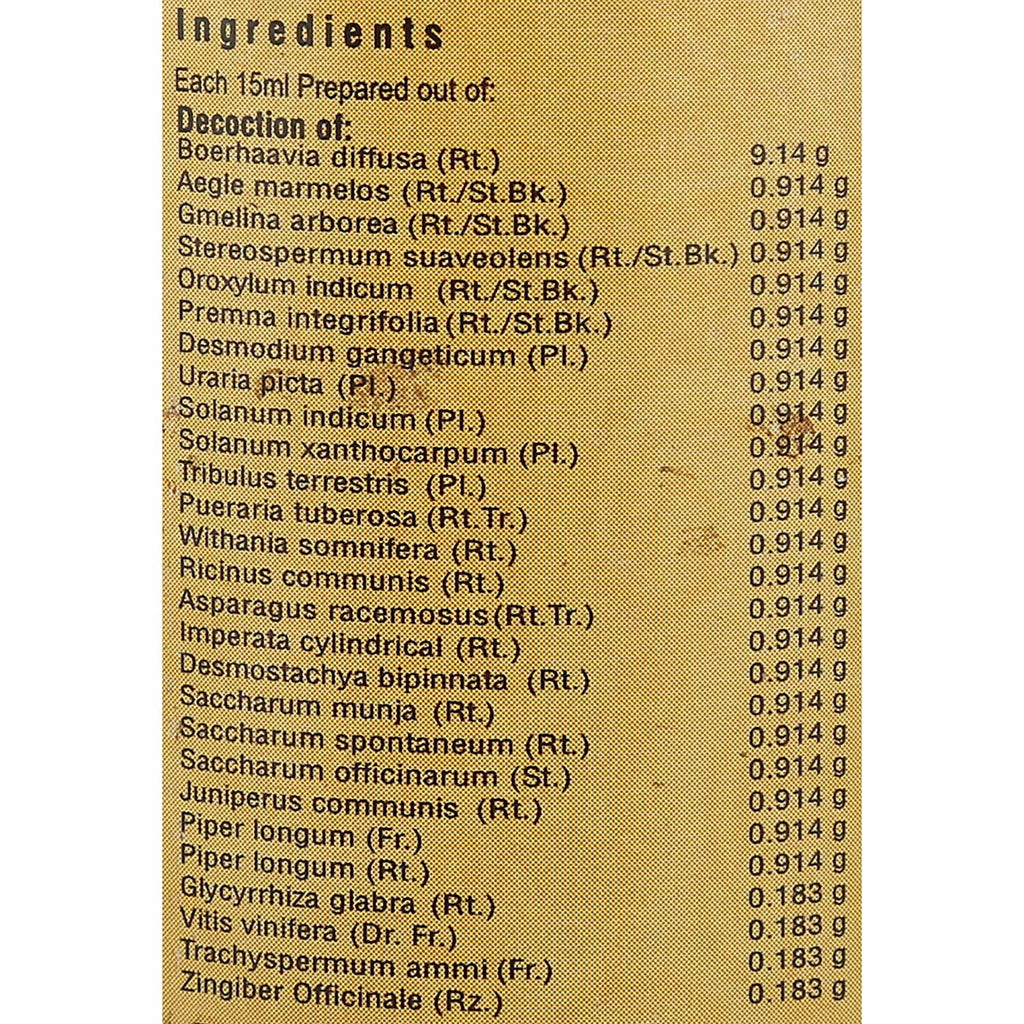 Ingredients
Each 15ml Prepared out of:
Decoction of:
Boerhaavia diffusa (Rt.) 9.14 g
Aegle marmelos (Rt./St.Bk.) 0.914 g
Gmelina arborea (Rt./St.Bk.) 0.914 g
Stereospermum suaveolens (Rt./St.Bk.) 0.914 g
Oroxylum indicum (Rt./St.Bk.) 0.914 g
Premna integrifolia (Rt./St.Bk.) 0.914 g
Desmodium gangeticum (Pl.) 0.914 g
Uraria picta (Pl.) 0.914 g
Solanum indicum (Pl.) 0.914 g
Solanum xanthocarpum (Pl.) 0.914 g
Tribulus terrestris (Pl.) 0.914 g
Pueraria tuberosa (Rt.Tr.) 0.914 g
Withania somnifera (Rt.) 0.914 g
Ricinus communis (Rt.) 0.914 g
Asparagus racemosus (Rt.Tr.) 0.914 g
Imperata cylindrical (Rt.) 0.914 g
Desmostachya bipinnata (Rt.) 0.914 g
Saccharum munja (Rt.) 0.914 g
Saccharum spontaneum (Rt.) 0.914 g
Saccharum officinarum (St.) 0.914 g
Juniperus communis (Rt.) 0.914 g
Piper longum (Fr.) 0.914 g
Piper longum (Rt.) 0.914 g
Glycyrrhiza glabra (Rt.) 0.183 g
Vitis vinifera (Dr. Fr.) 0.183 g
Trachyspermum ammi (Fr.) 0.183 g
Zingiber Officinale (Rz.) 0.183 g